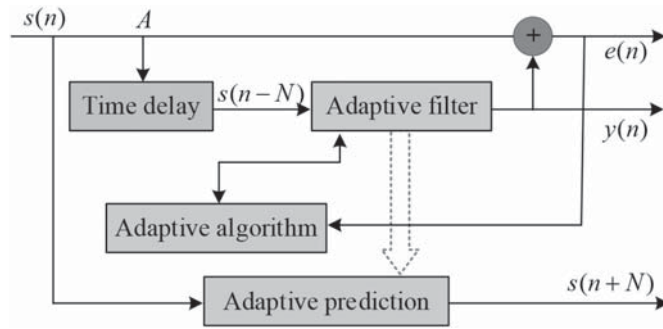 s(n)
A
+
e(n)
Time delay
s(n−N)
Adaptive filter
y(n)
Adaptive algorithm
s(n+N)
Adaptive prediction